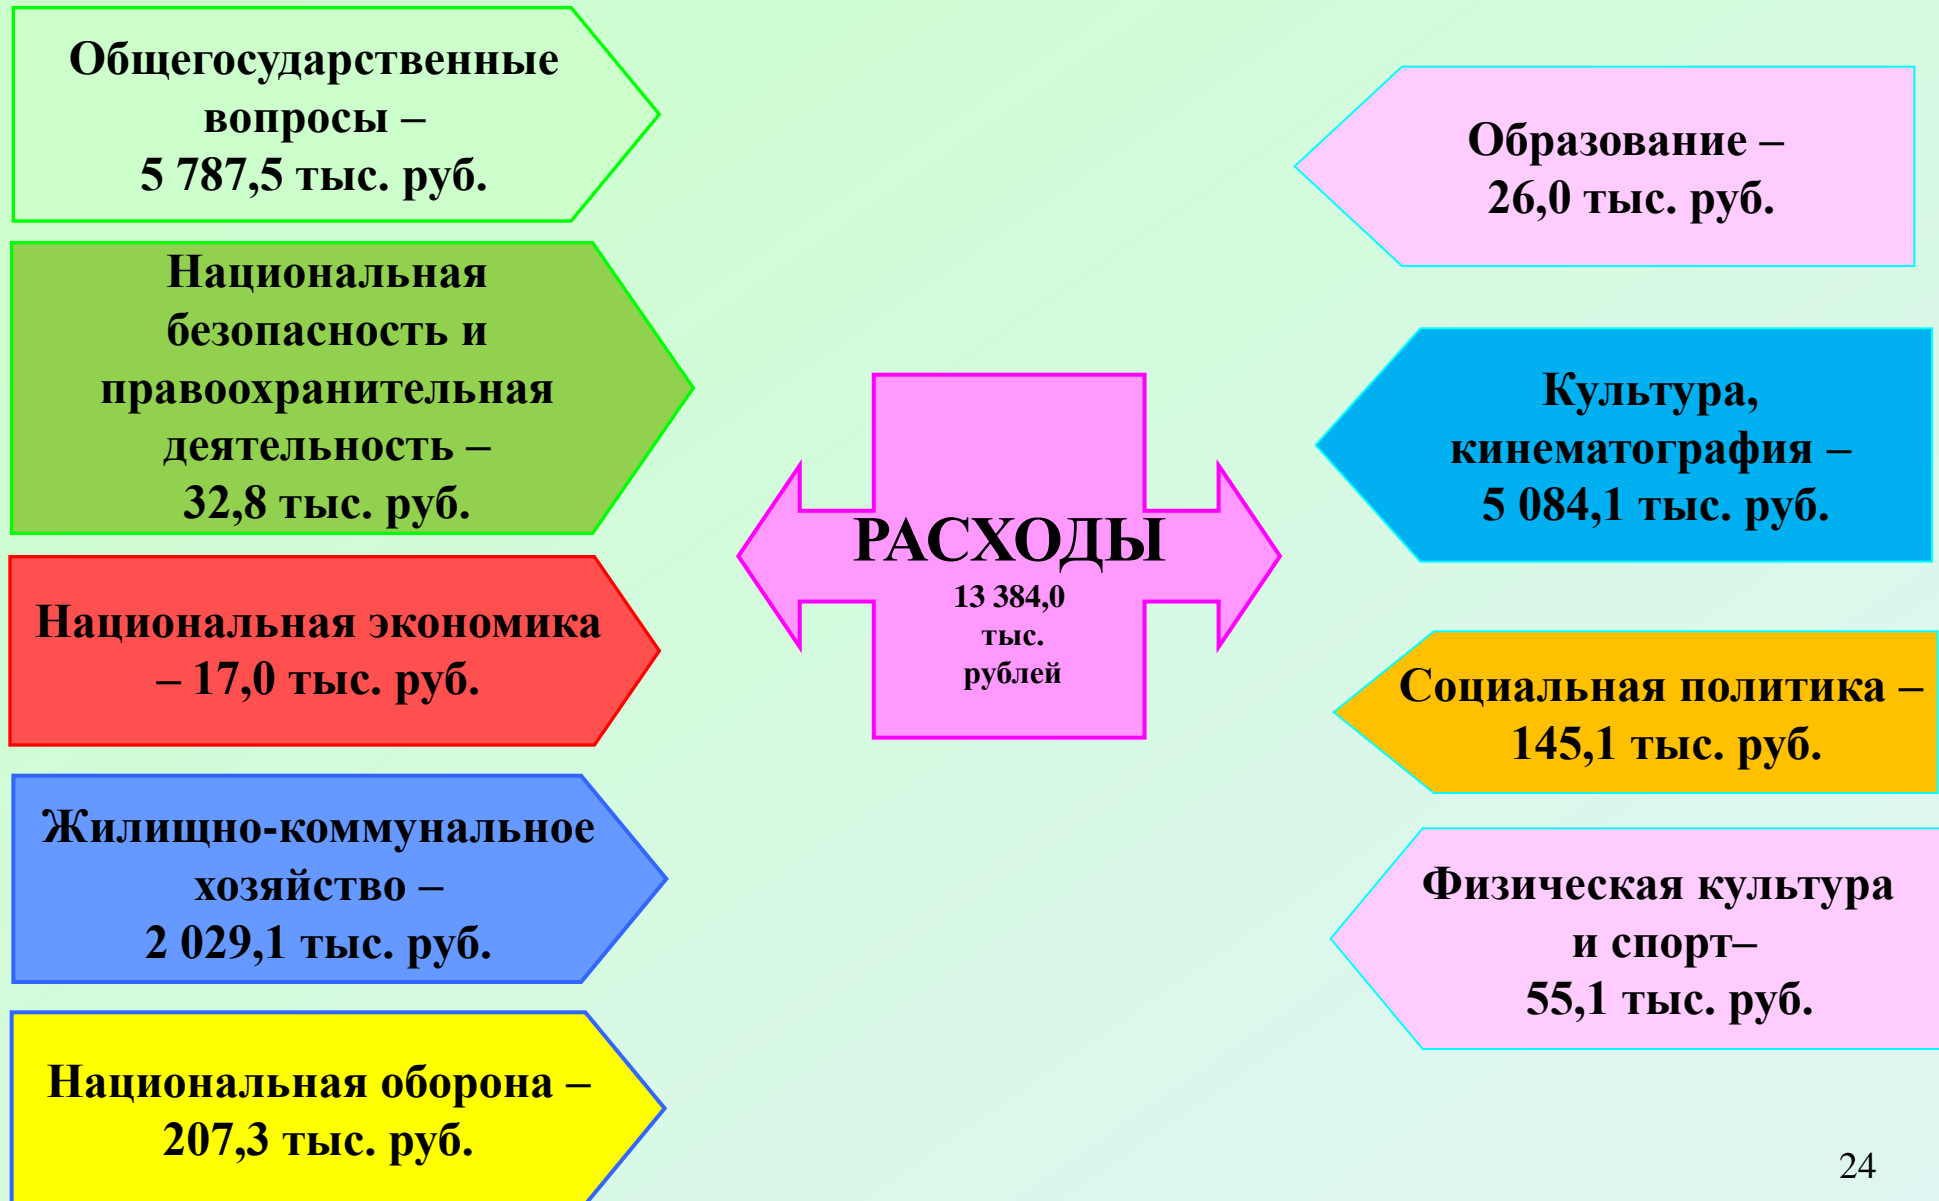 Общегосударственные
вопросы –
5 787,5 тыс. руб.
Национальная
безопасность и
правоохранительная
деятельность –
32,8 тыс. руб.
Национальная экономика
– 17,0 тыс. руб.
Жилищно-коммунальное
хозяйство –
2 029,1 тыс. руб.
Национальная оборона –
207,3 тыс. руб.
РАСХОДЫ
13 384,0
тыс.
рублей
Образование –
26,0 тыс. руб.
Культура,
кинематография –
5 084,1 тыс. руб.
Социальная политика –
145,1 тыс. руб.
Физическая культура
и спорт–
55,1 тыс. руб.
24